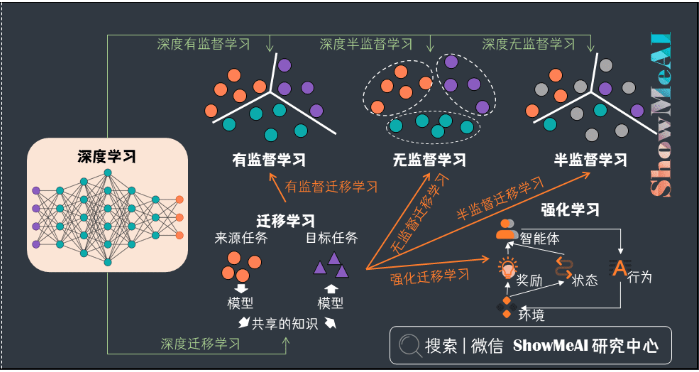 深度有监督学习
深度半监督学习
深度无监督学习
ShowMeAI
深度学习
有监督学习
无监督学习
半监督学习
有监督迁移学习
无监督迁移学习
半监督迁移学习
迁移学习
来源任务
目标任务
强化学习
智能体
强化迁移学习
奖励
状态
行为
模型
模型
共享的知识
环境
深度迁移学习
搜索 | 微信 ShowMeAI 研究中心